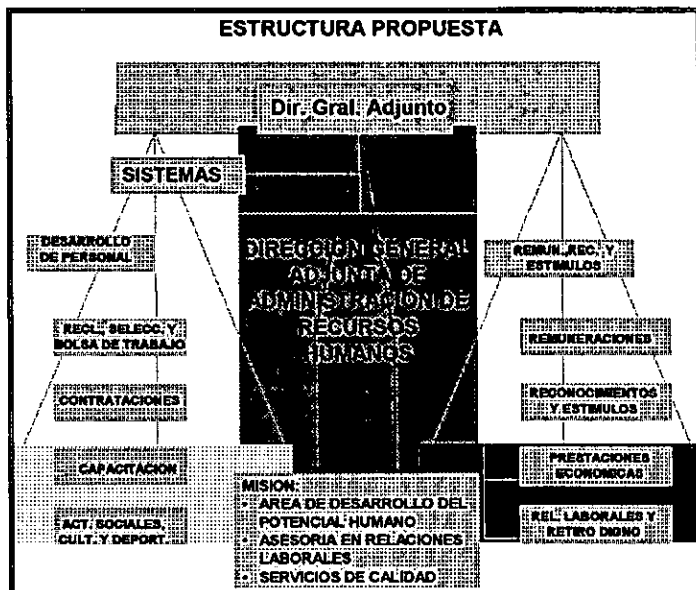 ESTRUCTURA PROPUESTA
Dir. Gral. Adjunto
SISTEMAS
DESARROLLO
DE PERSONAL
RECL., SELECC. Y
BOLSA DE TRABAJO
CONTRATACIONES
CAPACITACION
ACT. SOCIALES,
CULT. Y DEPORT.
DIRECCION GENERAL
ADJUNTA DE
ADMINISTRACION DE
RECURSOS
HUMANOS
MISION:
• AREA DE DESARROLLO DEL
POTENCIAL HUMANO
• ASESORIA EN RELACIONES
LABORALES
• SERVICIOS DE CALIDAD
REMUN.,REC. Y
ESTIMULOS
REMUNERACIONES
RECONOCIMIENTOS
Y ESTIMULOS
PRESTACIONES
ECONOMICAS
REL. LABORALES Y
RETIRO DIGNO